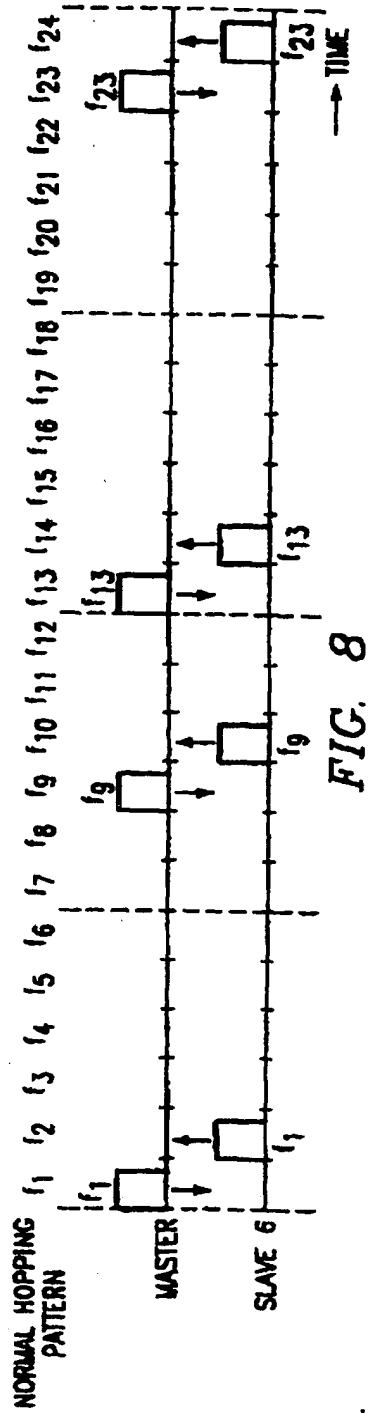 NORMAL HOPPING f1 f2 f3 f4 f5 f6 f7 f8 f9 f10 f11 f12 f13 f14 f15 f16 f17 f18 f19 f20 f21 f22 f23 f24
PATTERN
f1 f9 f13 f23
MASTER
SLAVE 6
f1 f9 f13 f23
TIME
FIG. 8